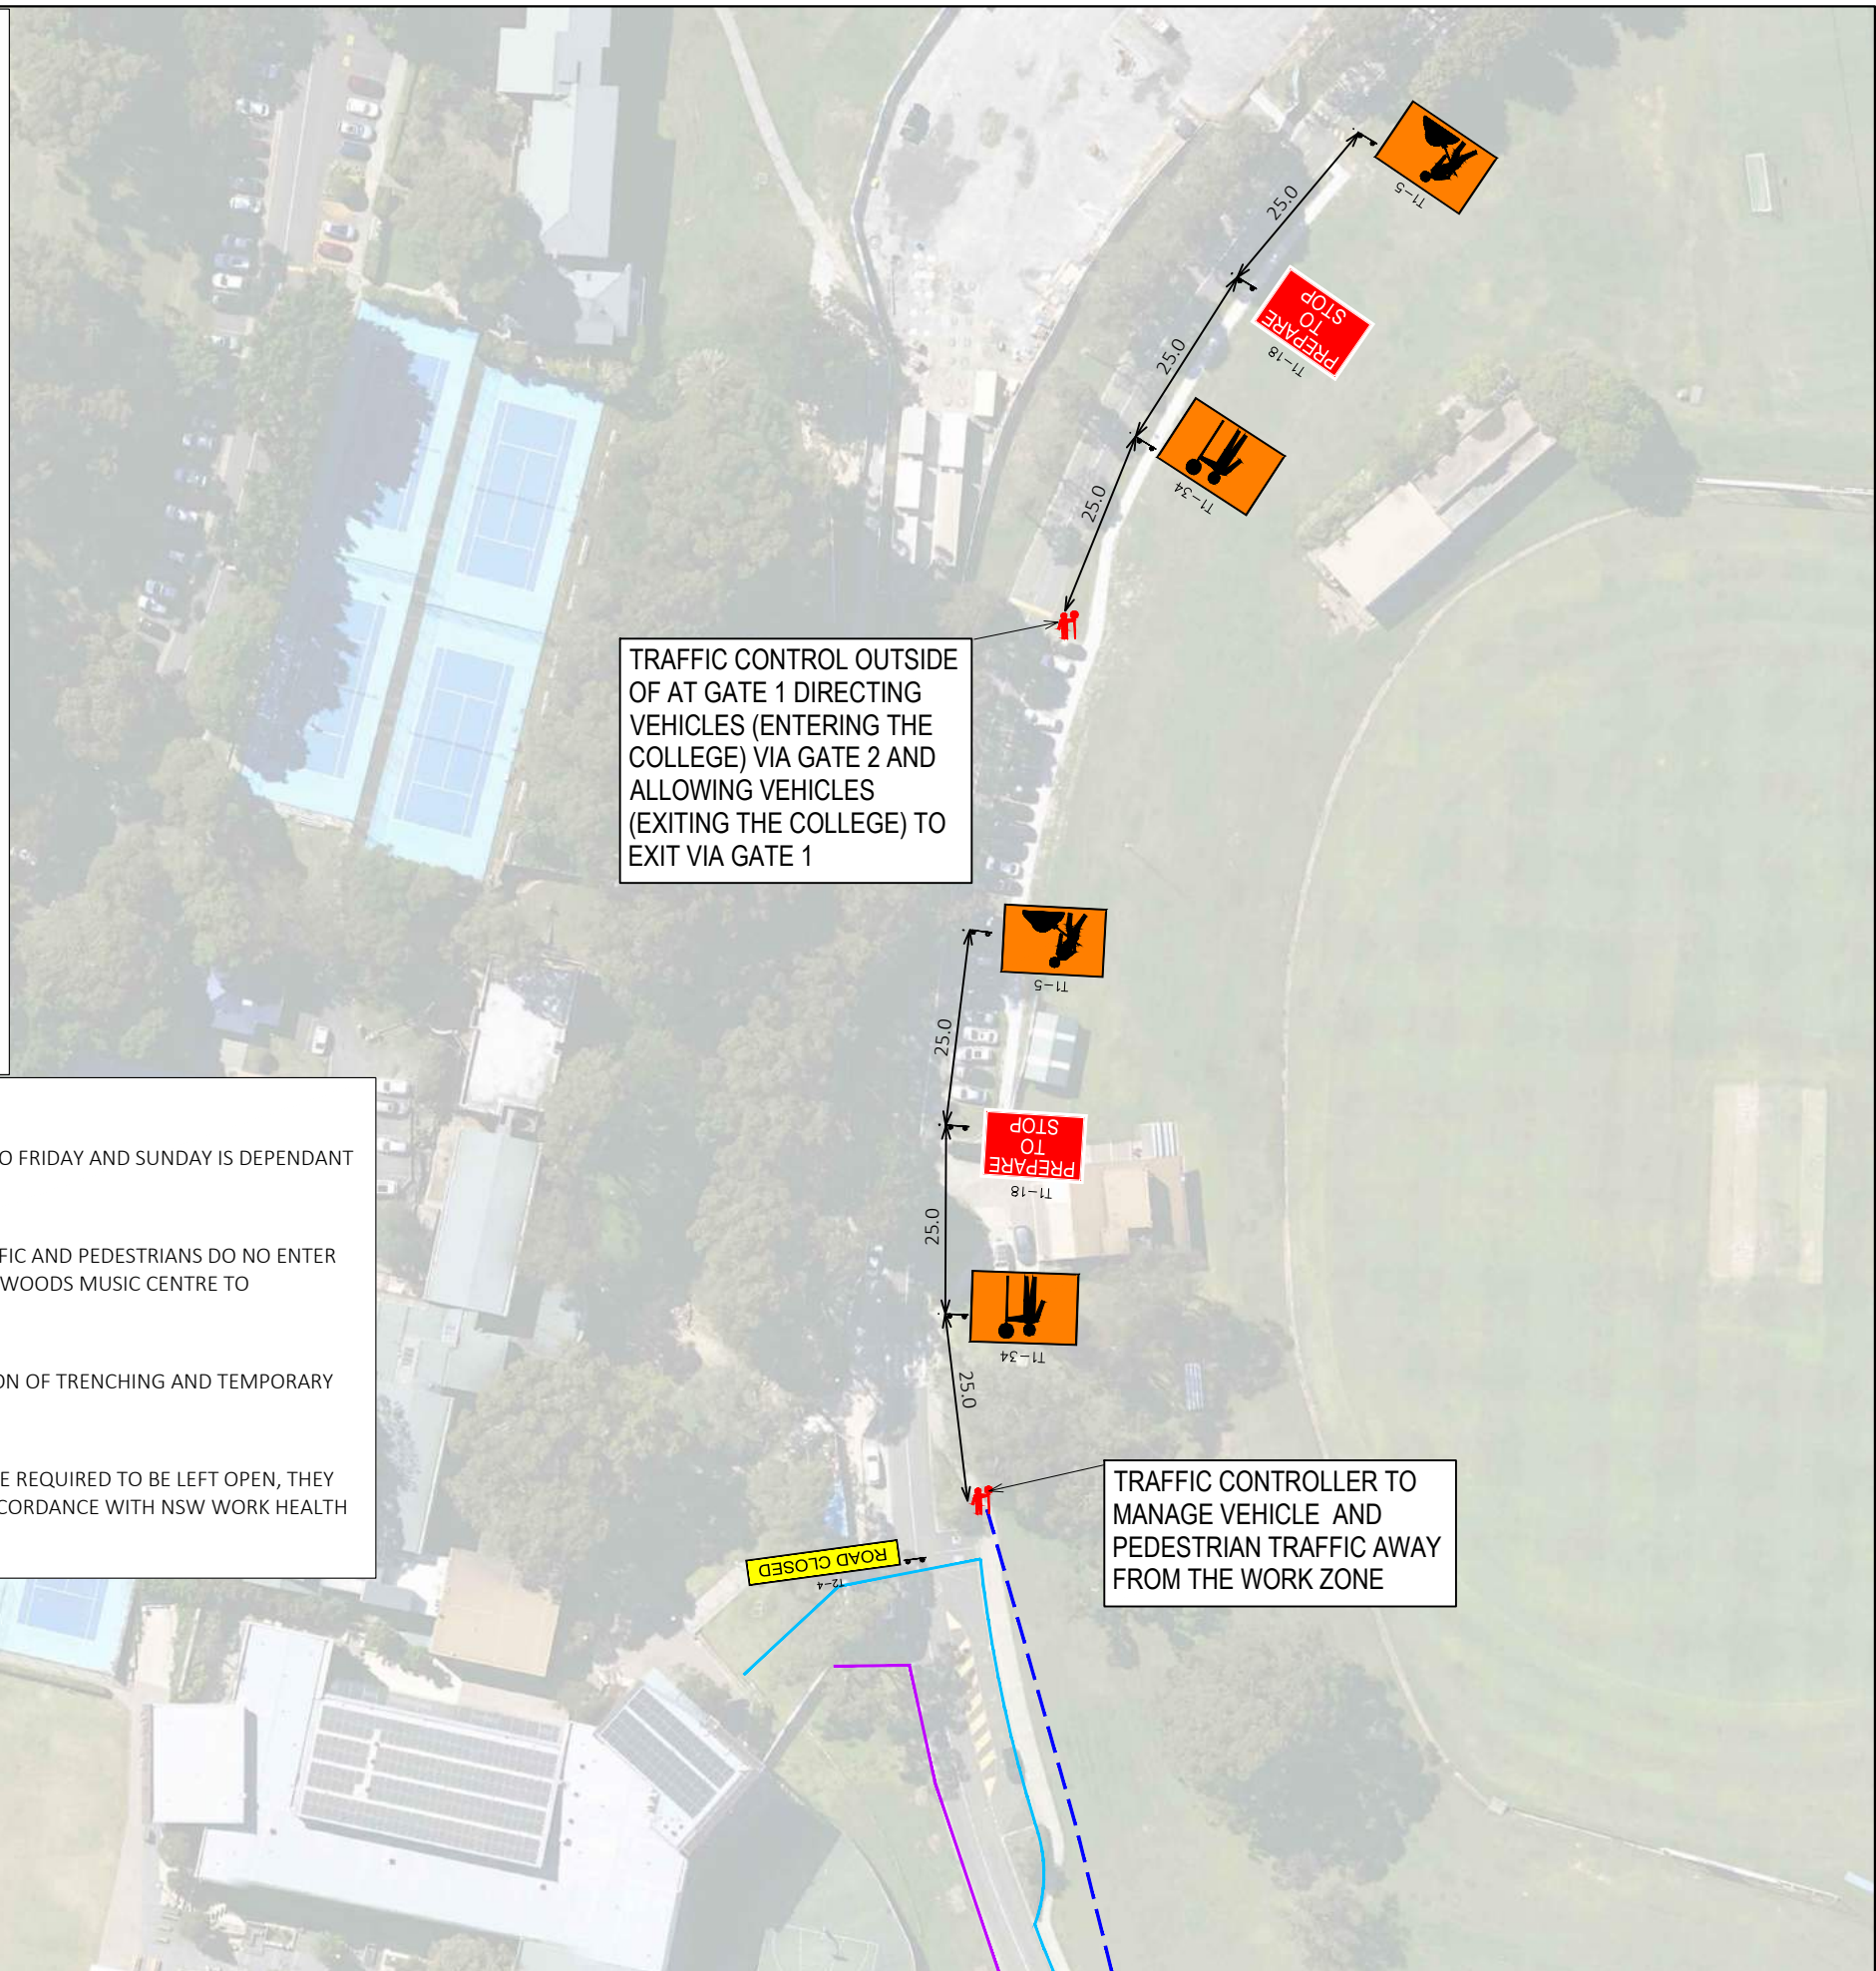 T1-5
25.0
PREPARE
TO
STOP
T1-18
25.0
T1-34
25.0
TRAFFIC CONTROL OUTSIDE
OF AT GATE 1 DIRECTING
VEHICLES (ENTERING THE
COLLEGE) VIA GATE 2 AND
ALLOWING VEHICLES
(EXITING THE COLLEGE) TO
EXIT VIA GATE 1
T1-5
25.0
PREPARE
TO
STOP
T1-18
25.0
T1-34
25.0
O FRIDAY AND SUNDAY IS DEPENDANT
FIC AND PEDESTRIANS DO NO ENTER
WOODS MUSIC CENTRE TO
ON OF TRENCHING AND TEMPORARY
E REQUIRED TO BE LEFT OPEN, THEY
CORDANCE WITH NSW WORK HEALTH
TRAFFIC CONTROLLER TO
MANAGE VEHICLE AND
PEDESTRIAN TRAFFIC AWAY
FROM THE WORK ZONE
ROAD CLOSED
T2-4